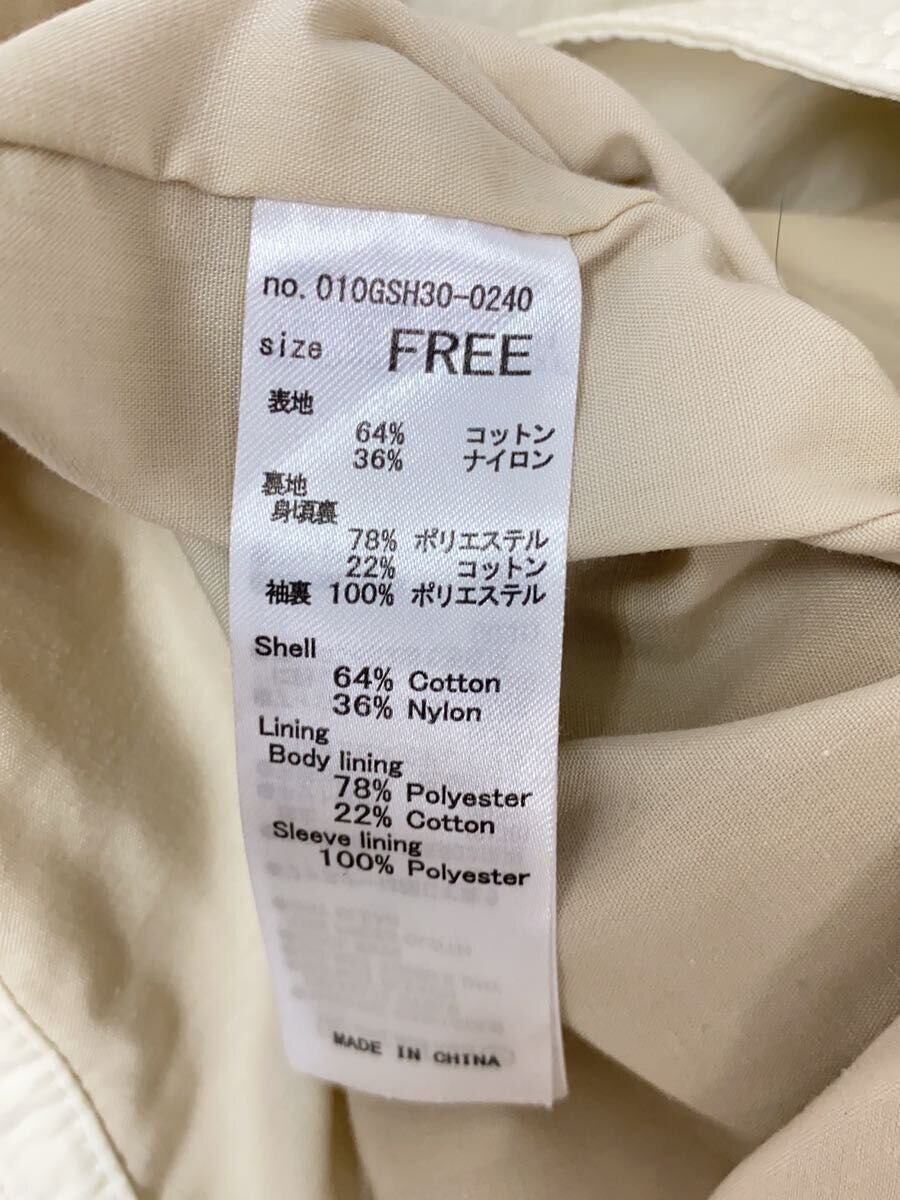 no. 010GSH30-0240
size FREE
表地
64% コットン
36% ナイロン
裏地
身頃裏
78% ポリエステル
22% コットン
袖裏 100% ポリエステル
Shell
64% Cotton
36% Nylon
Lining
Body lining
78% Polyester
22% Cotton
Sleeve lining
100% Polyester
MADE IN CHINA